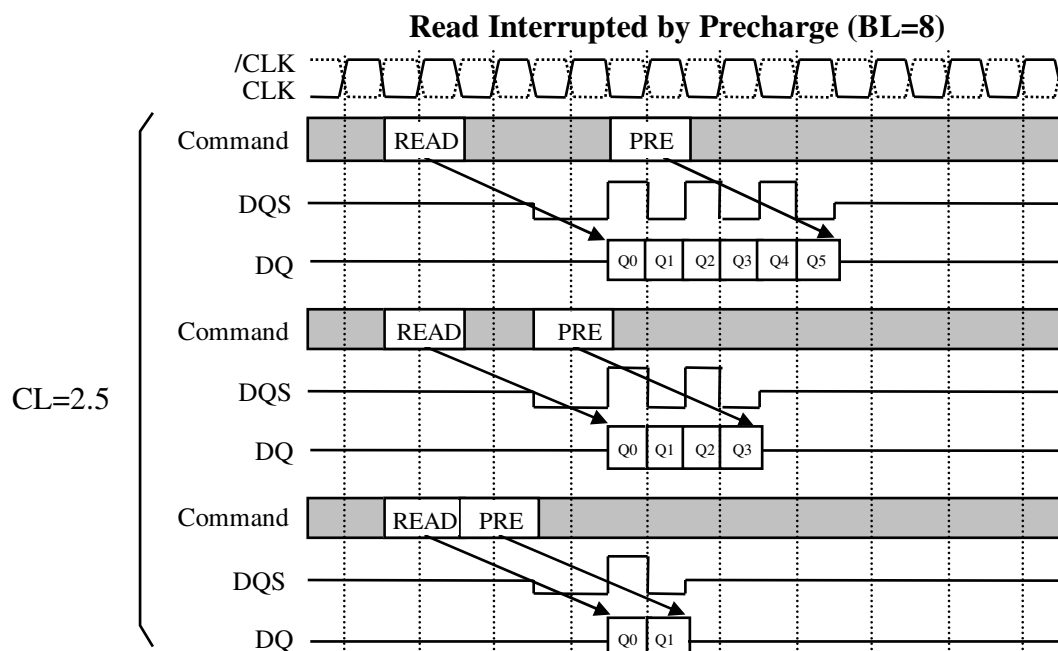 Read Interrupted by Precharge (BL=8)
/CLK
CLK
Command READ PRE
DQS
DQ Q0 Q1 Q2 Q3 Q4 Q5
Command READ PRE
CL=2.5
DQS
DQ Q0 Q1 Q2 Q3
Command READ PRE
DQS
DQ Q0 Q1